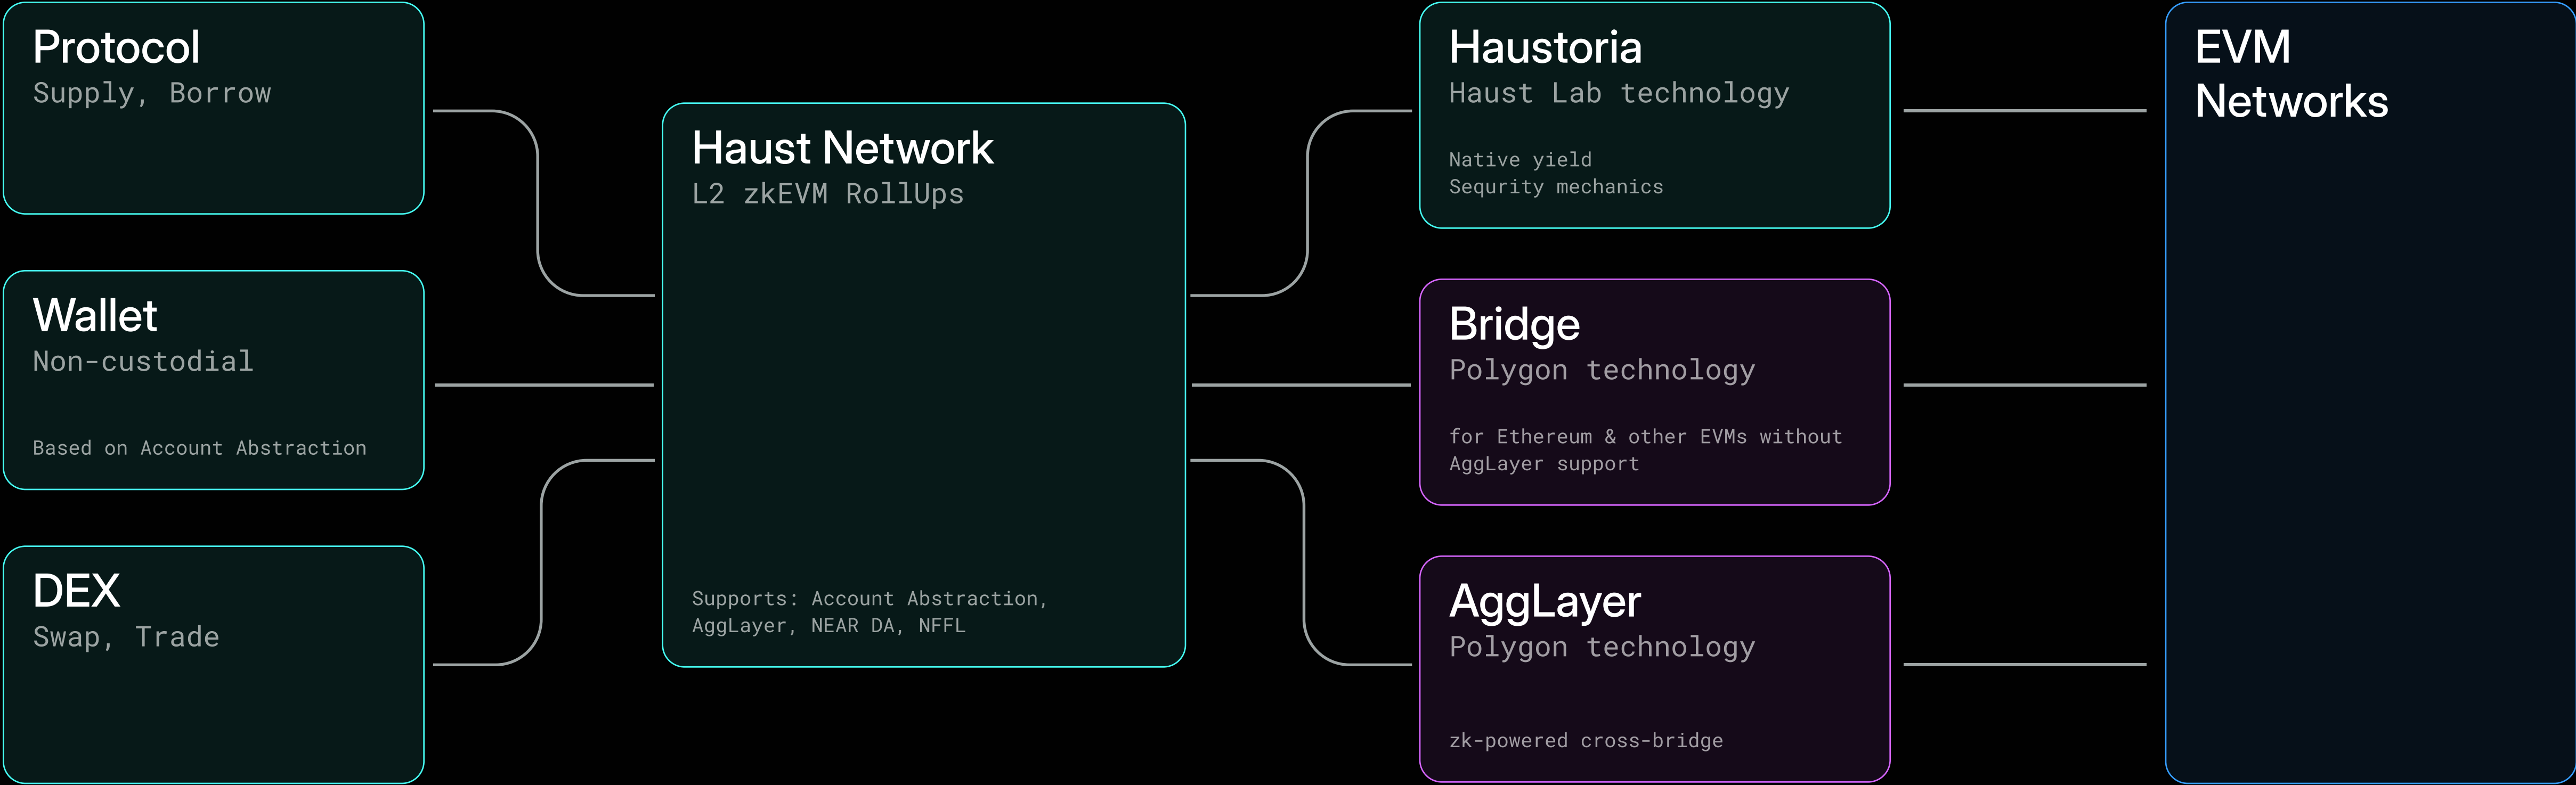 Protocol
Supply, Borrow
Wallet
Non-custodial
Based on Account Abstraction
DEX
Swap, Trade
Haust Network
L2 zkEVM RollUps
Supports: Account Abstraction,
AggLayer, NEAR DA, NFFL
Haustoria
Haust Lab technology
Native yield
Sequrity mechanics
Bridge
Polygon technology
for Ethereum & other EVMs without
AggLayer support
AggLayer
Polygon technology
zk-powered cross-bridge
EVM
Networks